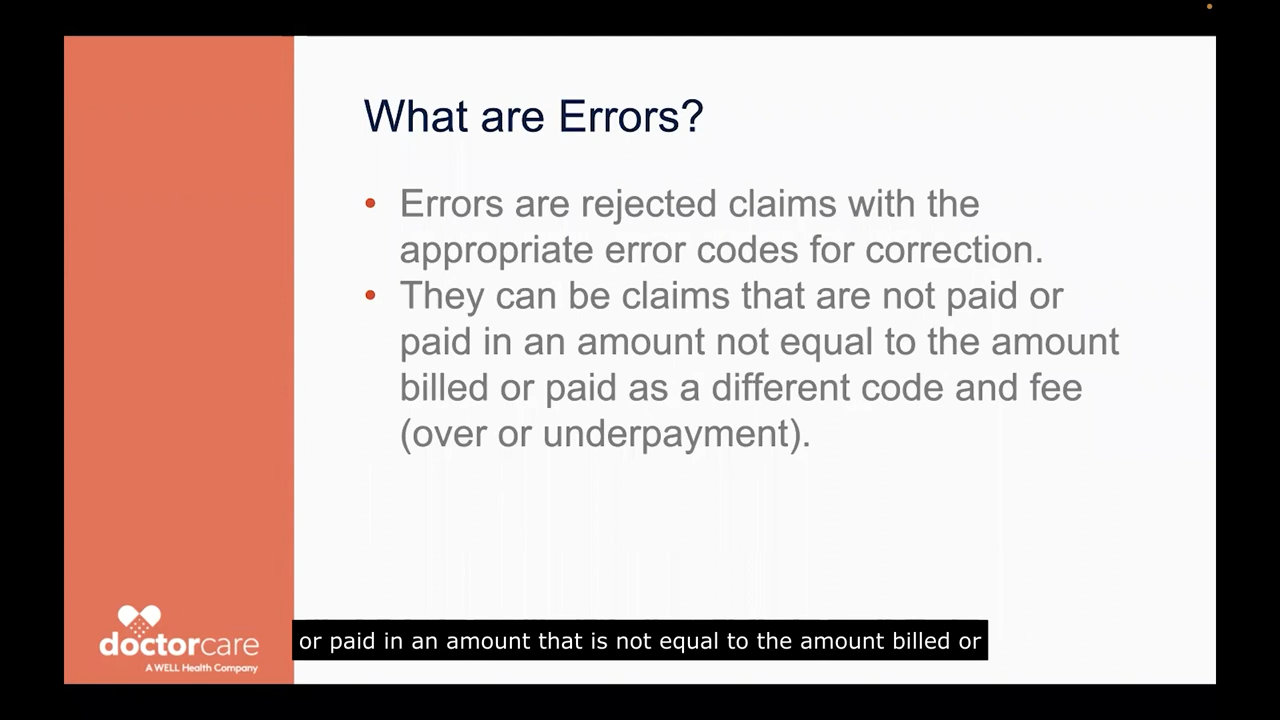 What are Errors?
• Errors are rejected claims with the
appropriate error codes for correction.
• They can be claims that are not paid or
paid in an amount not equal to the amount
billed or paid as a different code and fee
(over or underpayment).
doctorcare
A WELL Health Company
or paid in an amount that is not equal to the amount billed or